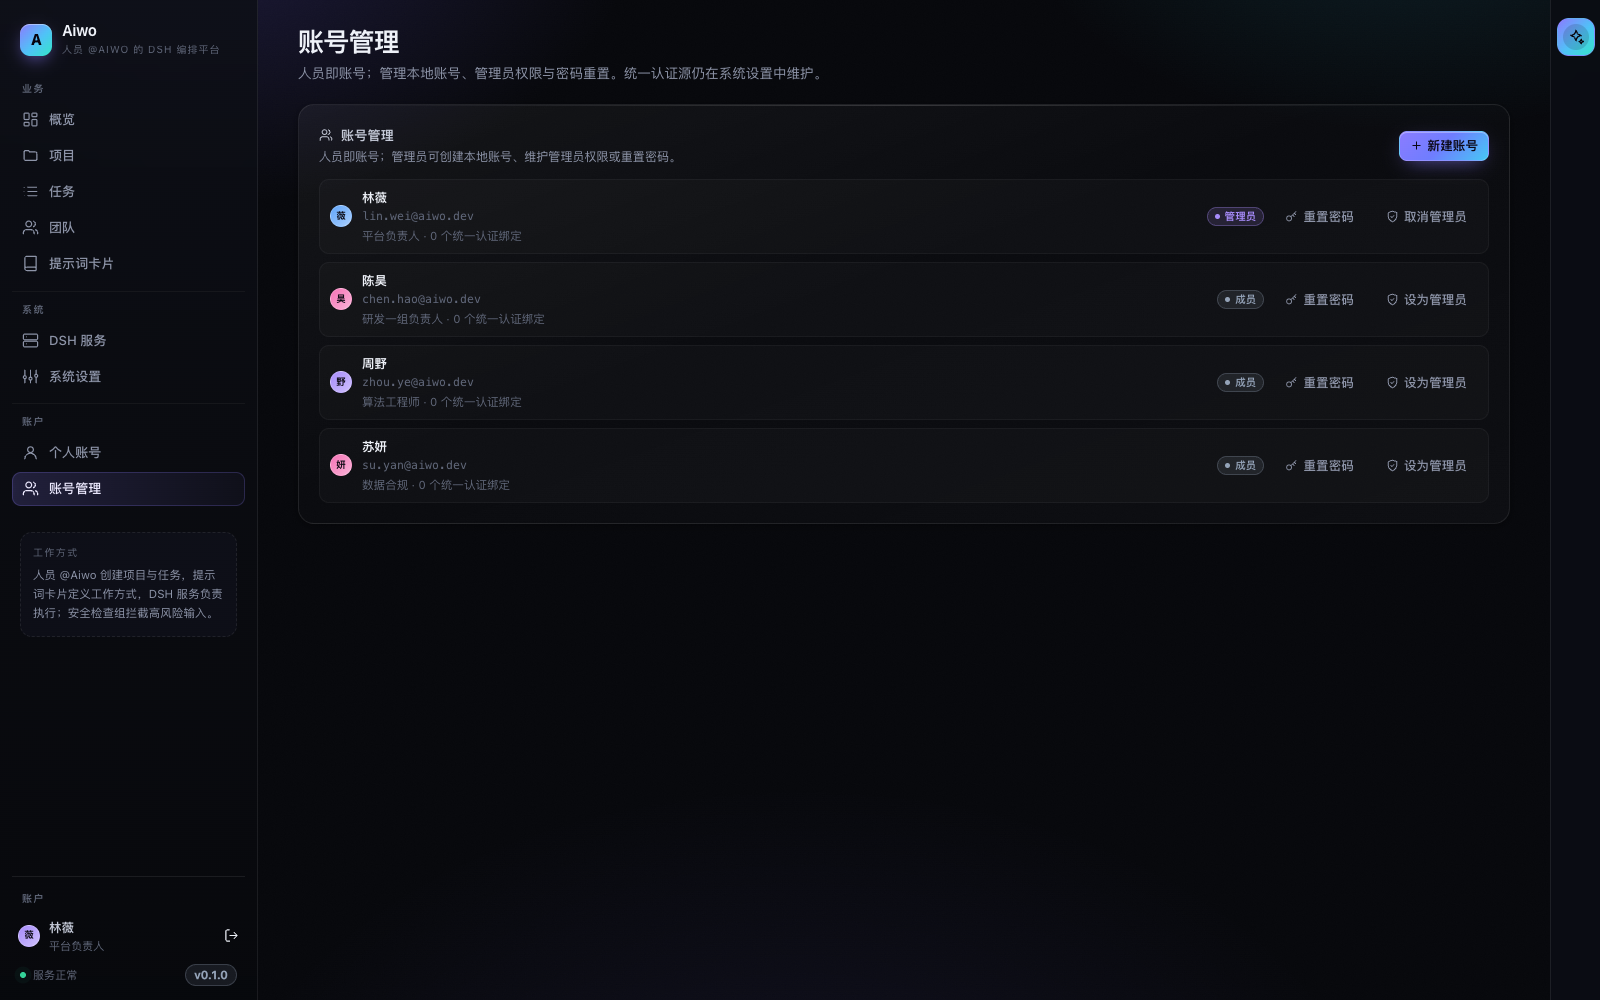 A
Aiwo
人员 @AIWO 的 DSH 编排平台
业务
概览
项目
任务
团队
提示词卡片
系统
DSH 服务
系统设置
账户
个人账号
账号管理
工作方式
人员 @Aiwo 创建项目与任务，提示
词卡片定义工作方式，DSH 服务负责
执行；安全检查组拦截高风险输入。
账户
薇
林薇
平台负责人
服务正常
v0.1.0
账号管理
人员即账号；管理本地账号、管理员权限与密码重置。统一认证源仍在系统设置中维护。
账号管理
人员即账号；管理员可创建本地账号、维护管理员权限或重置密码。
新建账号
薇
林薇
lin.wei@aiwo.dev
平台负责人 · 0 个统一认证绑定
管理员
重置密码
取消管理员
昊
陈昊
chen.hao@aiwo.dev
研发一组负责人 · 0 个统一认证绑定
成员
重置密码
设为管理员
野
周野
zhou.ye@aiwo.dev
算法工程师 · 0 个统一认证绑定
成员
重置密码
设为管理员
妍
苏妍
su.yan@aiwo.dev
数据合规 · 0 个统一认证绑定
成员
重置密码
设为管理员